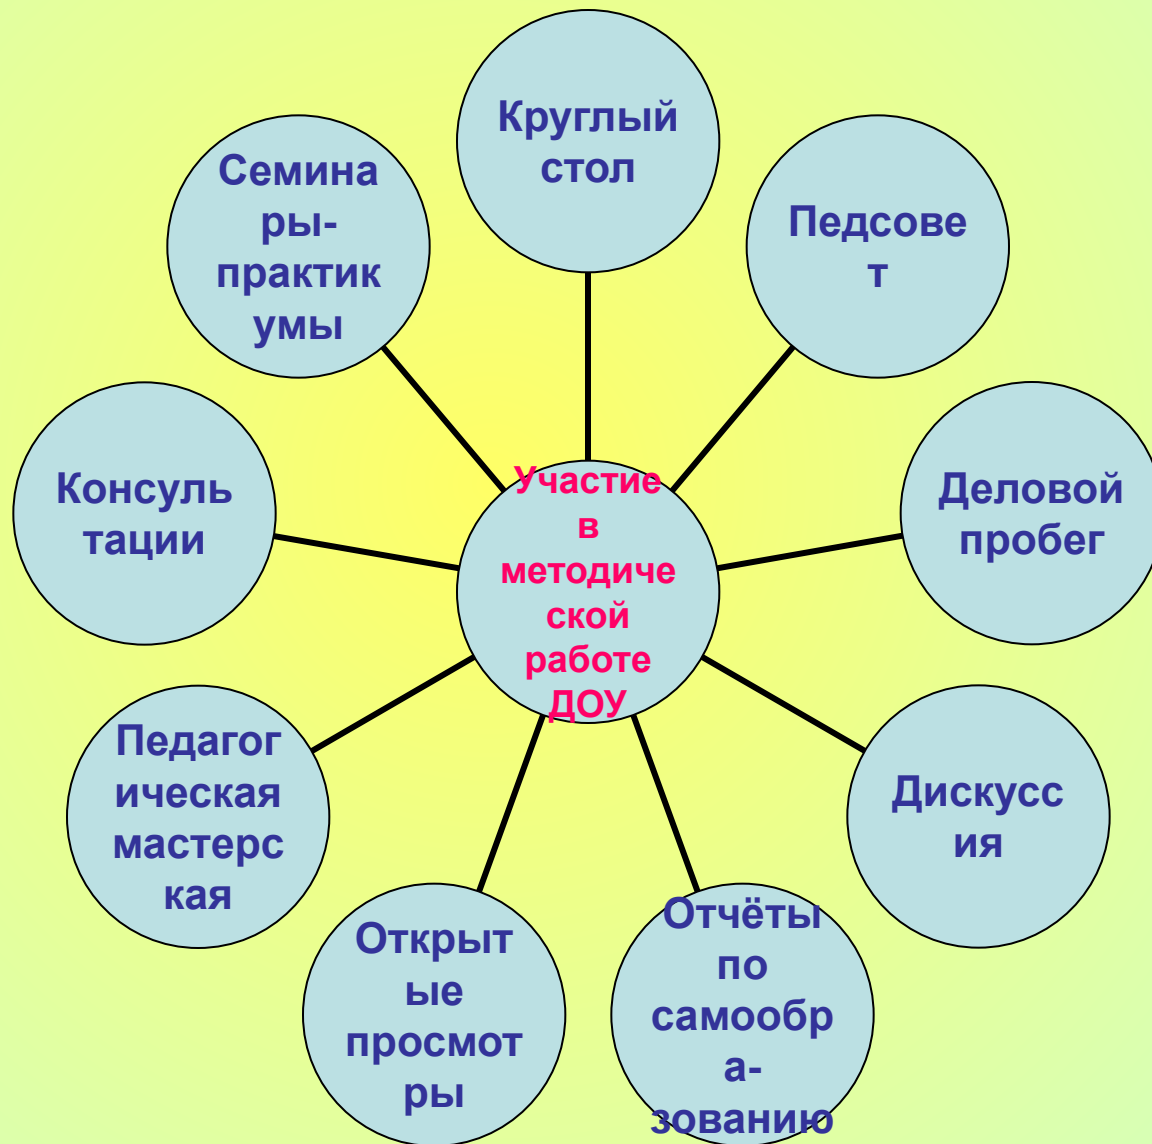 Круглый
стол
Педсове
т
Деловой
пробег
Дискусс
ия
Отчёты
по
самообр
а-
зованию
Открыт
ые
просмот
ры
Педагог
ическая
мастерс
кая
Консуль
тации
Семина
ры-
практик
умы
Участие
в
методиче
ской
работе
ДОУ